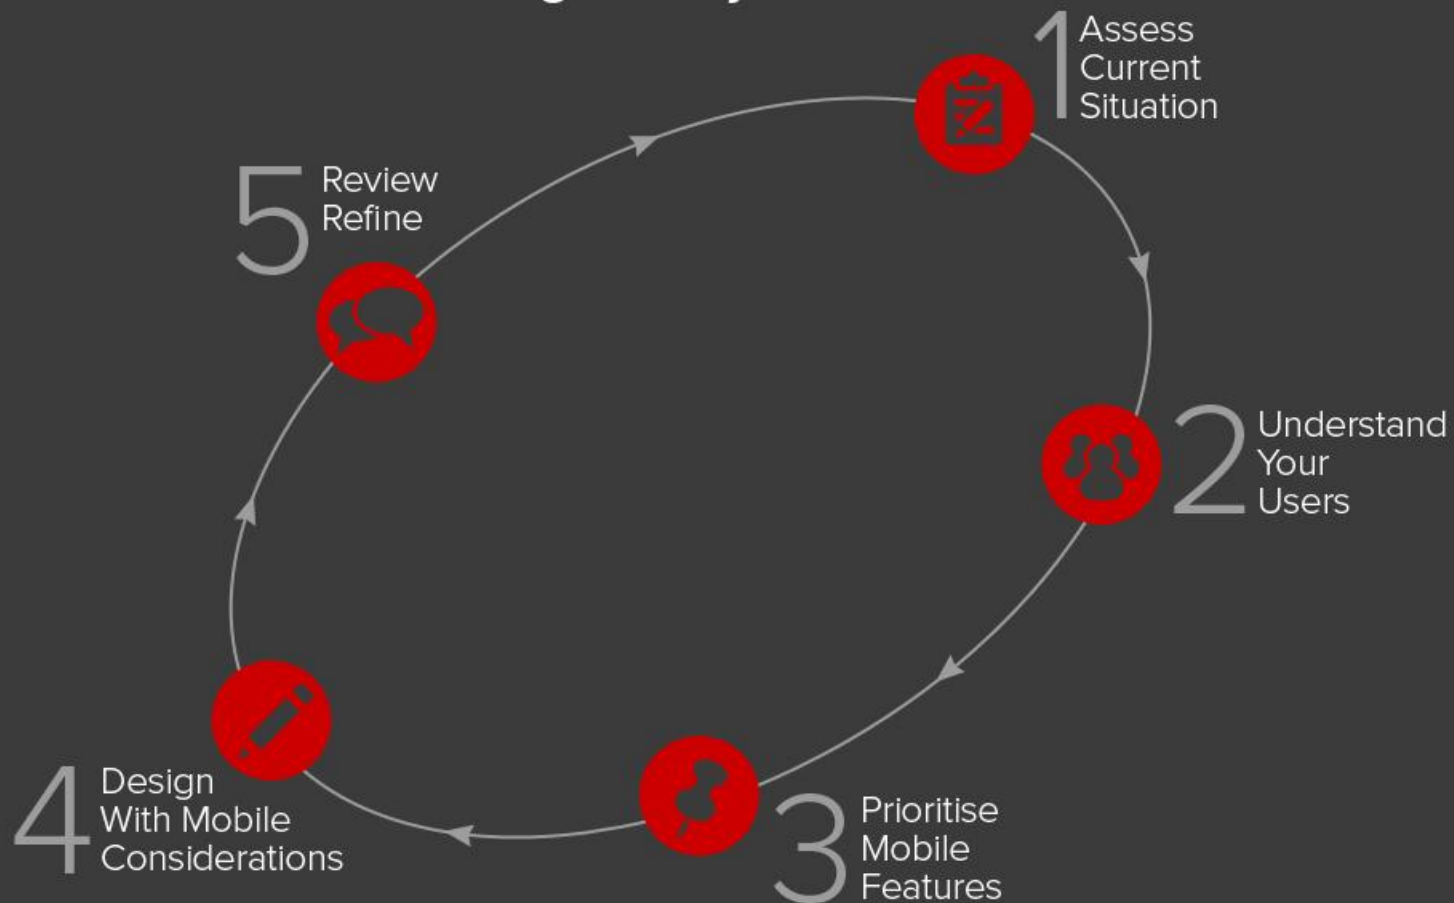 1
Assess
Current
Situation
2
Understand
Your
Users
3
Prioritise
Mobile
Features
4
Design
With Mobile
Considerations
5
Review
Refine